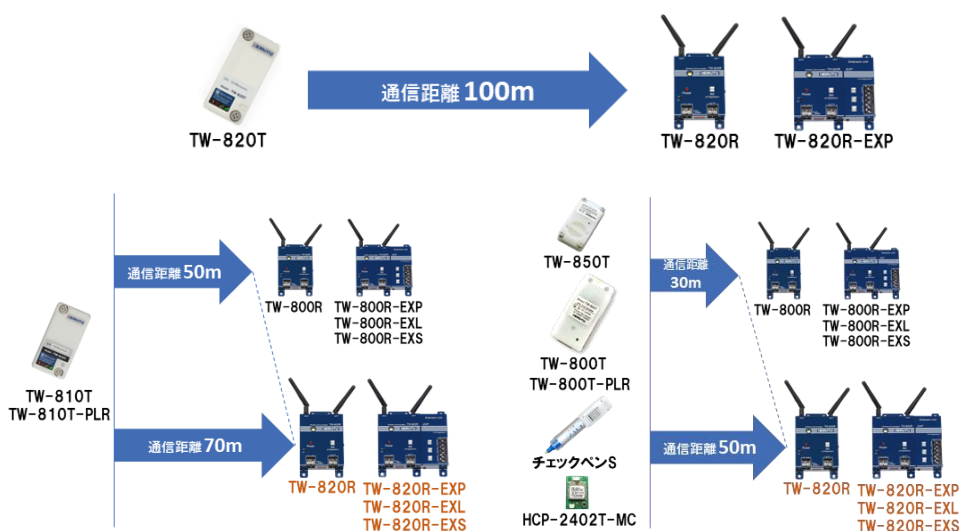 通信距離100m
TW-820T
TW-820R
TW-820R-EXP
通信距離50m
TW-800R
TW-800R-EXP
TW-800R-EXL
TW-800R-EXS
TW-810T
TW-810T-PLR
通信距離70m
TW-820R
TW-820R-EXP
TW-820R-EXL
TW-820R-EXS
TW-850T
TW-800T
TW-800T-PLR
チェックペンS
HCP-2402T-MC
通信距離
30m
TW-800R
TW-800R-EXP
TW-800R-EXL
TW-800R-EXS
通信距離50m
TW-820R
TW-820R-EXP
TW-820R-EXL
TW-820R-EXS